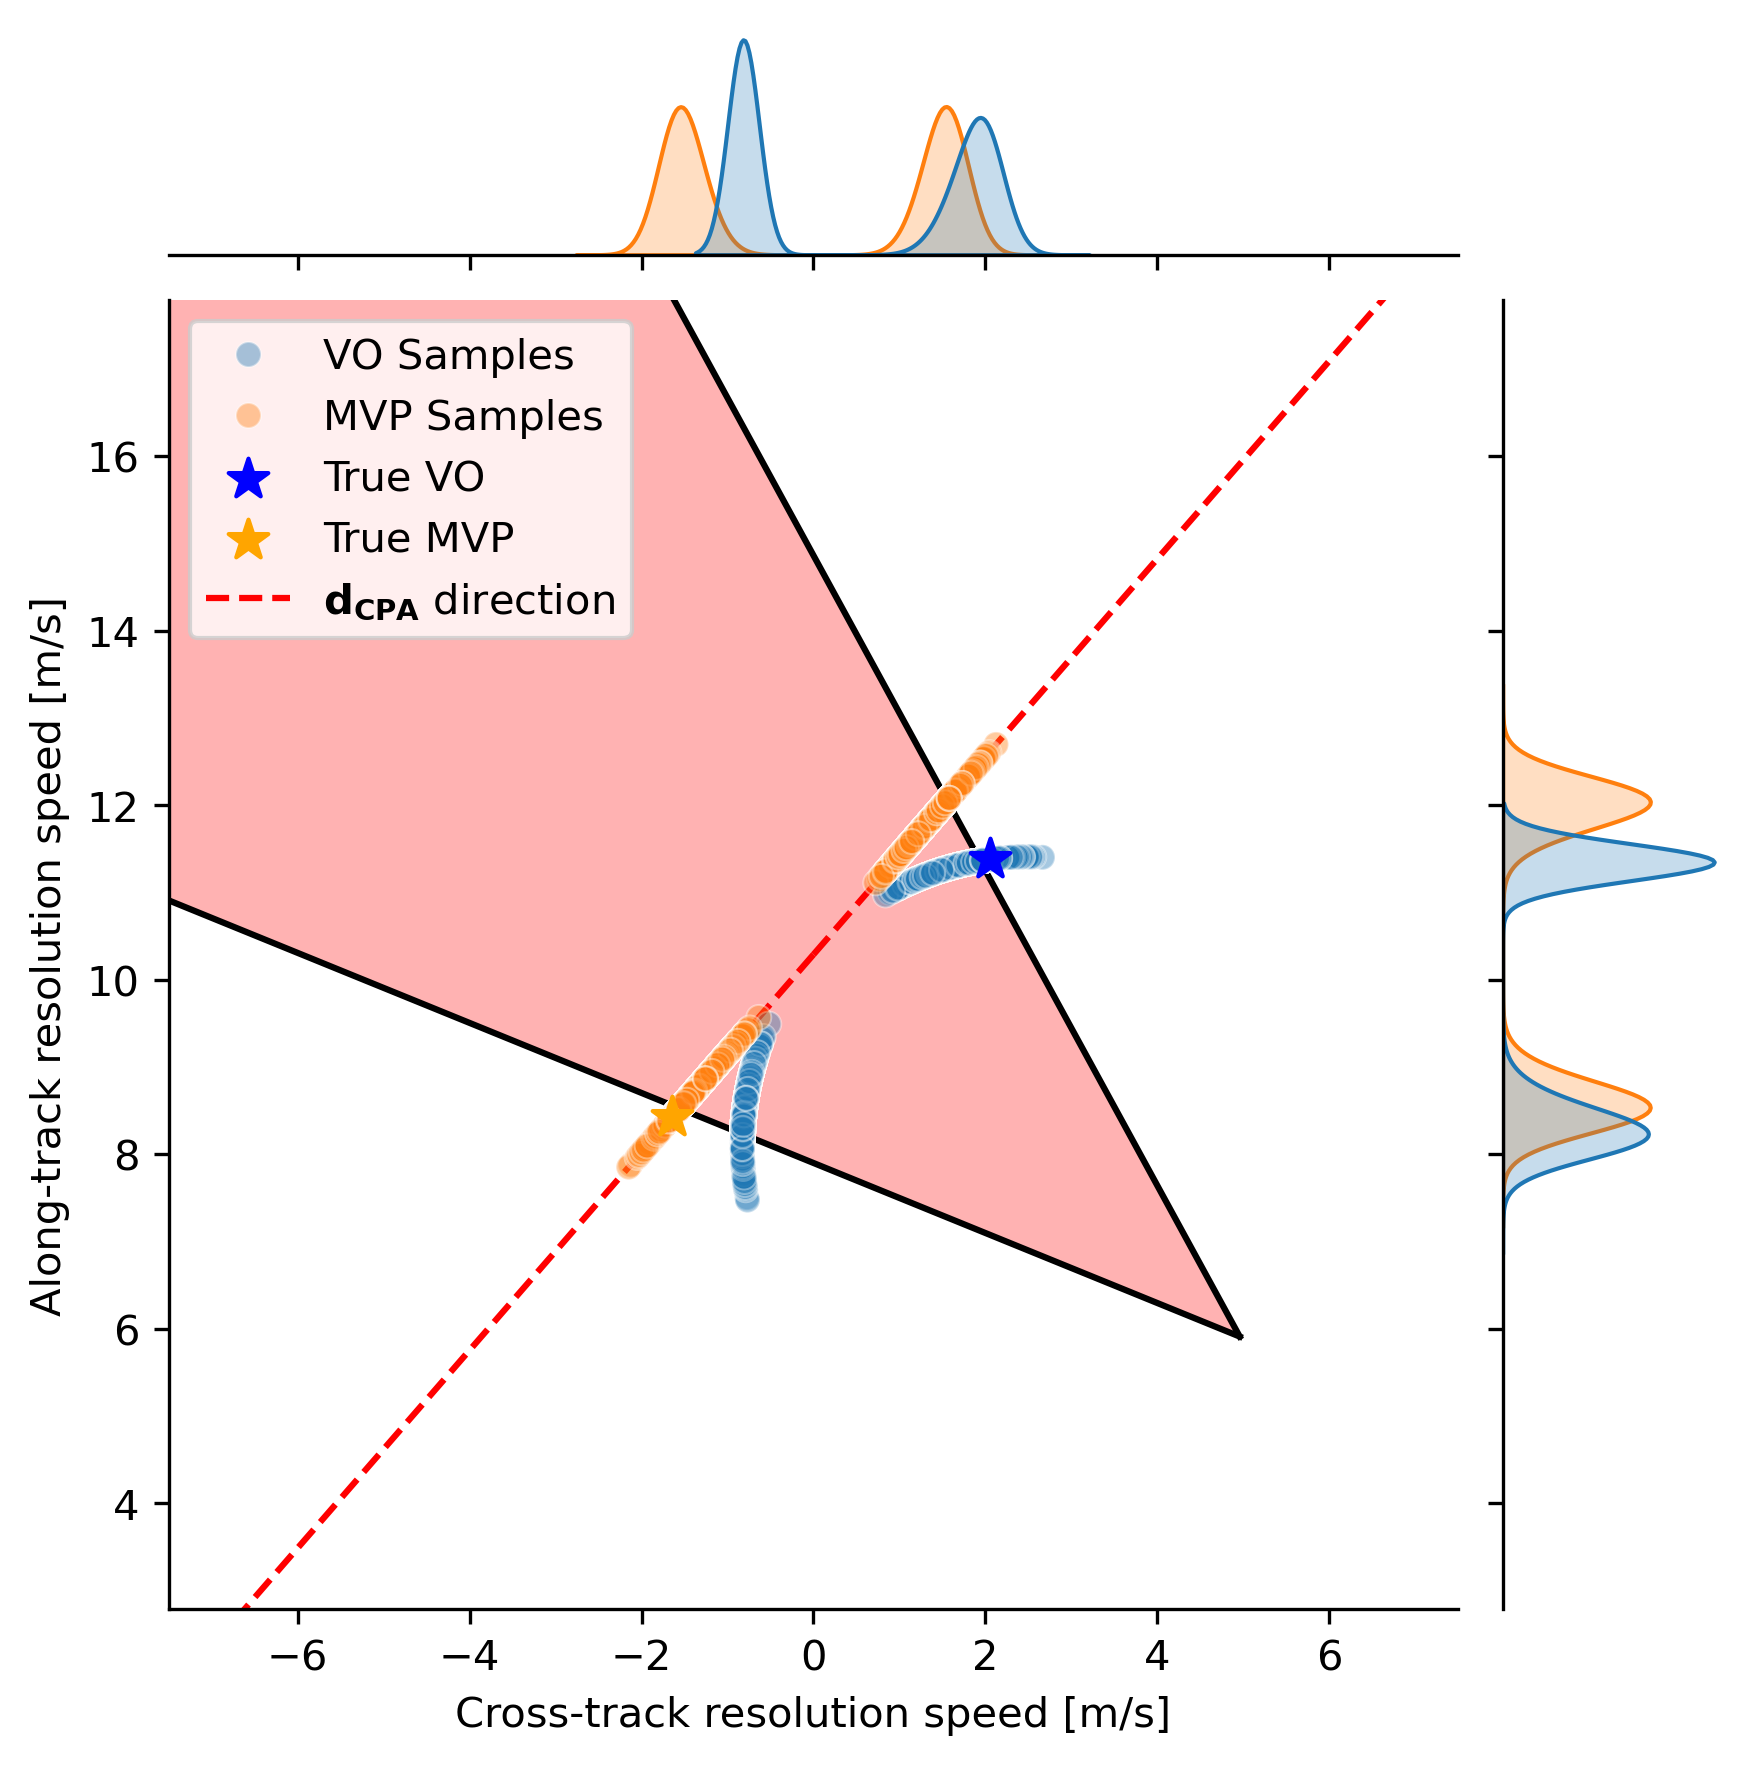 VO Samples
MVP Samples
True VO
True MVP
d_CPA direction
16
14
12
10
8
6
4
Along-track resolution speed [m/s]
−6 −4 −2 0 2 4 6
Cross-track resolution speed [m/s]